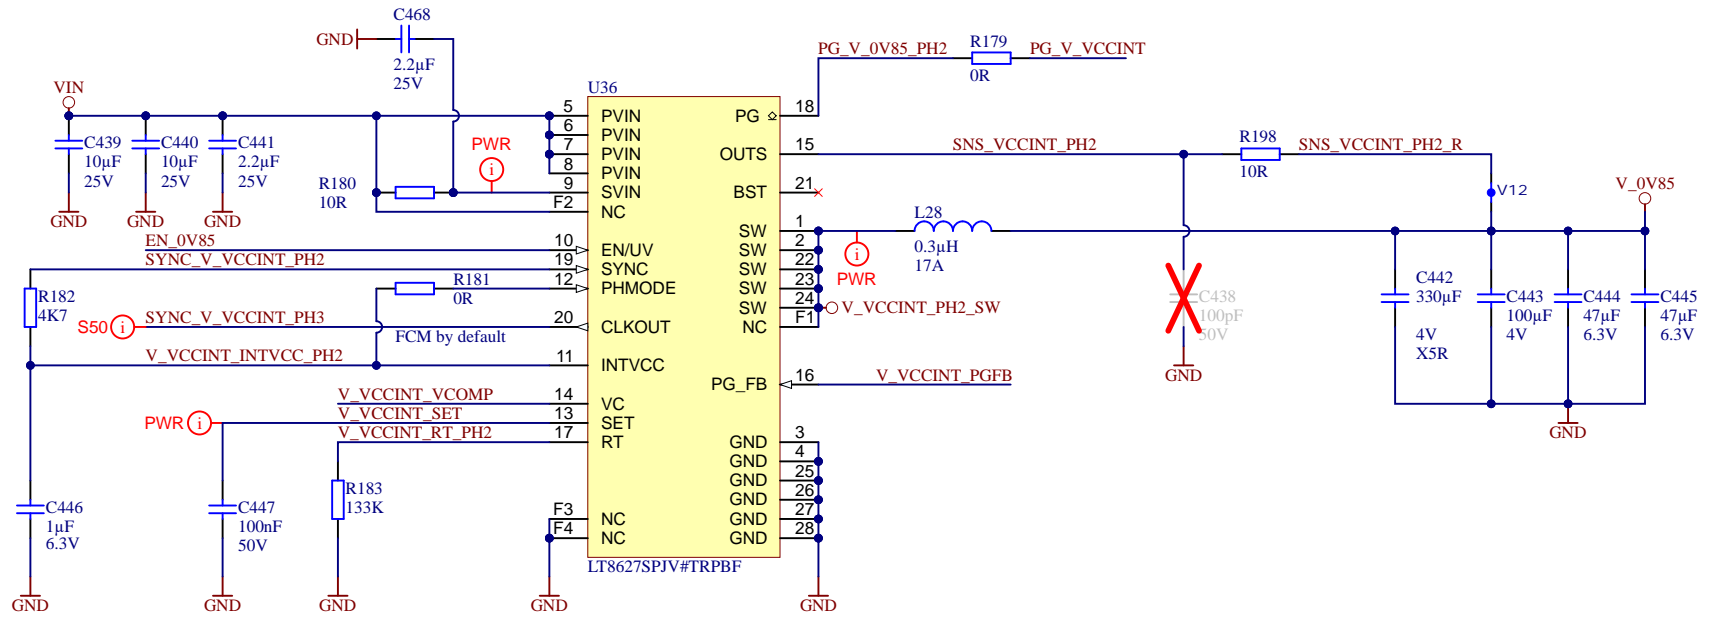 C468
GND
2.2µF
25V
PG_V_0V85_PH2
R179
0R
PG_V_VCCINT
VIN
C439
10µF
25V
GND
C440
10µF
25V
GND
C441
2.2µF
25V
GND
R180
10R
PWR
i
U36
5 PVIN
6 PVIN
7 PVIN
8 PVIN
9 SVIN
F2 NC
EN_0V85
10 EN/UV
SYNC_V_VCCINT_PH2
19 SYNC
12 PHMODE
R181
0R
R182
4K7
S50 i
SYNC_V_VCCINT_PH3
20 CLKOUT
FCM by default
V_VCCINT_INTVCC_PH2
11 INTVCC
V_VCCINT_VCOMP
14 VC
PWR i
V_VCCINT_SET
13 SET
V_VCCINT_RT_PH2
17 RT
R183
133K
GND
C446
1µF
6.3V
GND
C447
100nF
50V
GND
F3 NC
F4 NC
GND
LT8627SPJV#TRPBF
PG 18
OUTS 15
SNS_VCCINT_PH2
R198
10R
SNS_VCCINT_PH2_R
V12
BST 21
SW 1
SW 2
SW 22
SW 23
SW 24
NC F1
L28
0.3µH
17A
i
PWR
V_VCCINT_PH2_SW
C438
100pF
50V
GND
PG_FB 16
V_VCCINT_PGFB
GND 3
GND 4
GND 25
GND 26
GND 27
GND 28
GND
V_0V85
C442
330µF
4V
X5R
C443
100µF
4V
C444
47µF
6.3V
C445
47µF
6.3V
GND